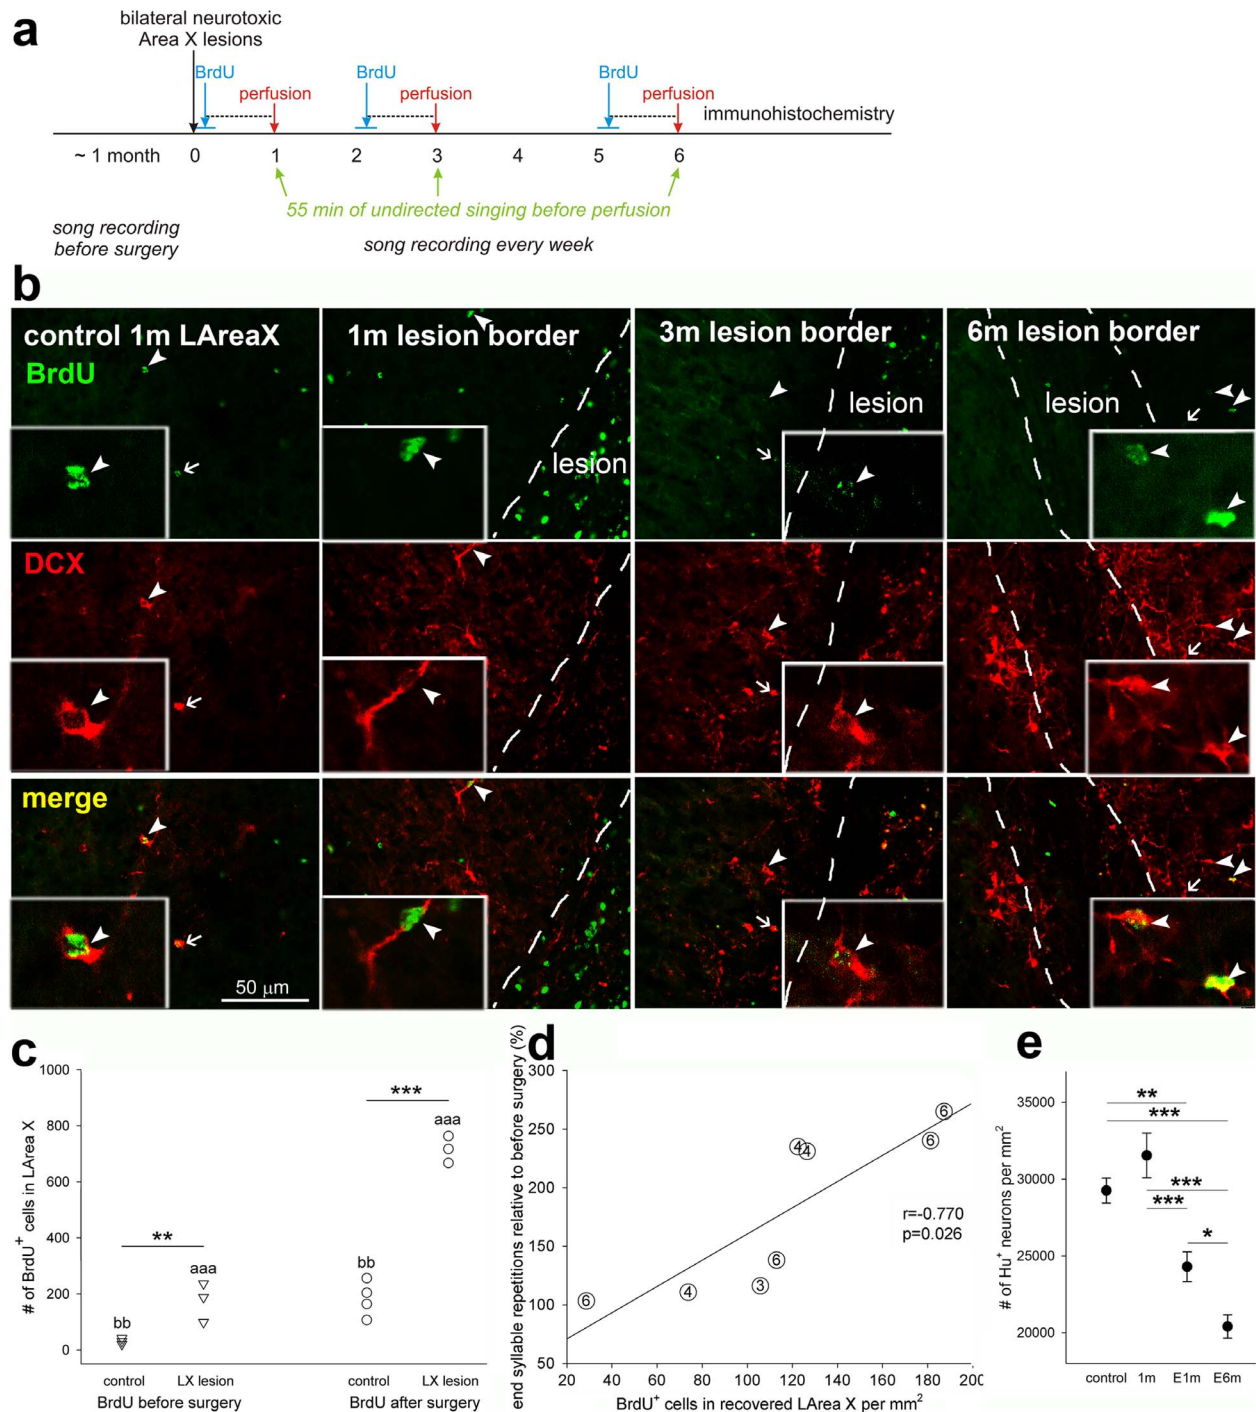 a
bilateral neurotoxic
Area X lesions
BrdU
BrdU
BrdU
perfusion
perfusion
perfusion
immunohistochemistry
~ 1 month 0 1 2 3 4 5 6
55 min of undirected singing before perfusion
song recording
before surgery
song recording every week
b
control 1m LAreaX
BrdU
1m lesion border
lesion
3m lesion border
lesion
6m lesion border
lesion
DCX
merge
50 µm
c
# of BrdU+ cells in LArea X
1000
800
600
400
200
0
bb
**
aaa
bb
***
aaa
control LX lesion control LX lesion
BrdU before surgery BrdU after surgery
d
end syllable repetitions relative to before surgery (%)
300
250
200
150
100
50
6
4
3
6
4
4
6
6
r=-0.770
p=0.026
20 40 60 80 100 120 140 160 180 200
BrdU+ cells in recovered LArea X per mm2
e
# of Hu+ neurons per mm2
35000
30000
25000
20000
**
***
***
***
*
control 1m E1m E6m